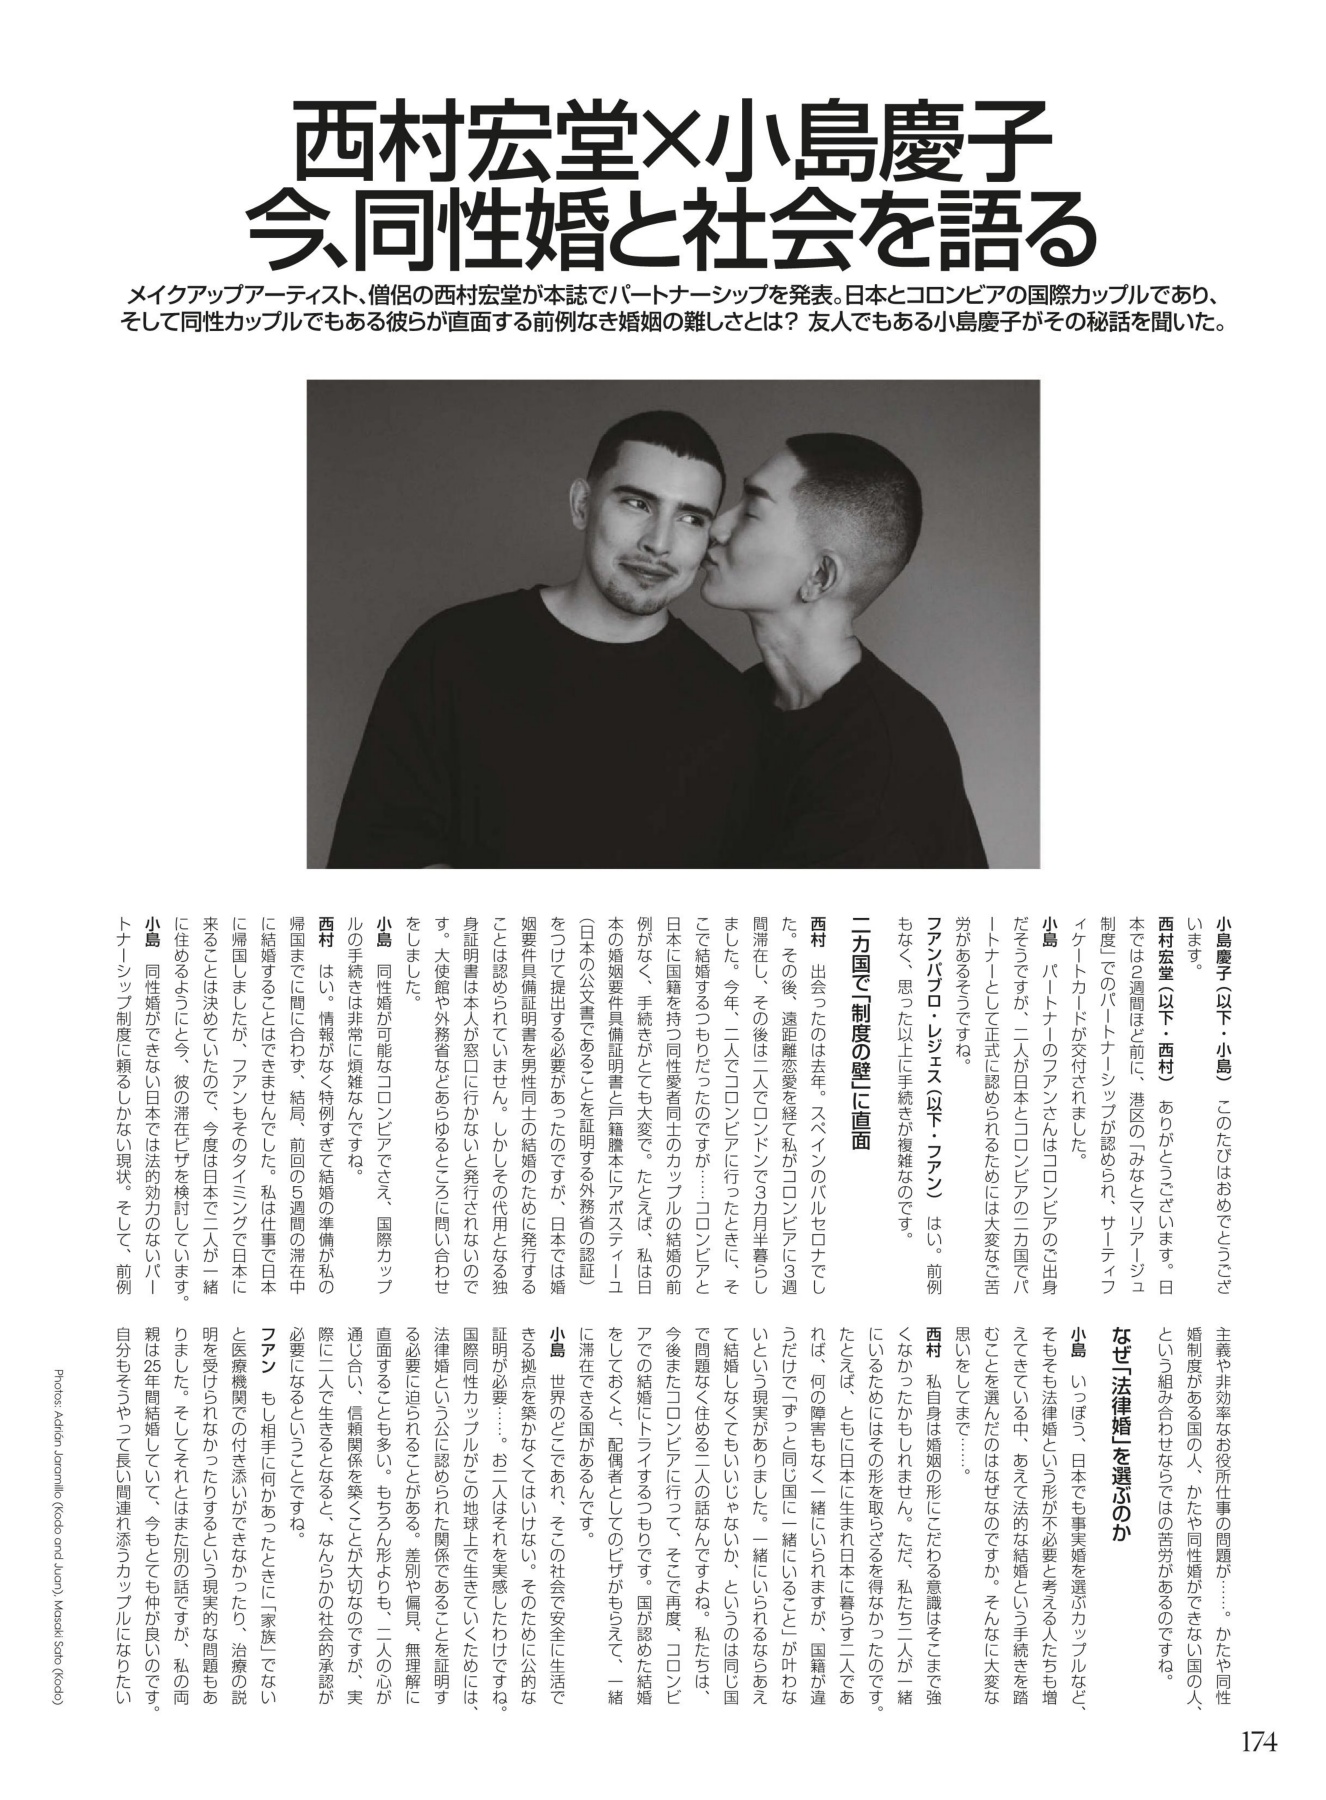 西村宏堂×小島慶子
今、同性婚と社会を語る
メイクアップアーティスト、僧侶の西村宏堂が本誌でパートナーシップを発表。日本とコロンビアの国際カップルであり、
そして同性カップルでもある彼らが直面する前例なき婚姻の難しさとは？ 友人でもある小島慶子がその秘話を聞いた。
小島慶子（以下・小島） このたびはおめでとうござ
います。
西村宏堂（以下・西村） ありがとうございます。日
本では2週間ほど前に、港区の「みなとマリアージュ
制度」でのパートナーシップが認められ、サーティフ
ィケートカードが交付されました。
小島 パートナーのフアンさんはコロンビアのご出身
だそうですが、二人が日本とコロンビアの二カ国でパ
ートナーとして正式に認められるためには大変なご苦
労があるそうですね。
フアンパブロ・レジェス（以下・フアン） はい。前例
もなく、思った以上に手続きが複雑なのです。
二カ国で「制度の壁」に直面
西村 出会ったのは去年。スペインのバルセロナでし
た。その後、遠距離恋愛を経て私がコロンビアに3週
間滞在し、その後は二人でロンドンで3カ月半暮らし
ました。今年、二人でコロンビアに行ったときに、そ
こで結婚するつもりだったのですが……コロンビアと
日本に国籍を持つ同性愛者同士のカップルの結婚の前
例がなく、手続きがとても大変で。たとえば、私は日
本の婚姻要件具備証明書と戸籍謄本にアポスティーユ
（日本の公文書であることを証明する外務省の認証）
をつけて提出する必要があったのですが、日本では婚
姻要件具備証明書を男性同士の結婚のために発行する
ことは認められていません。しかしその代用となる独
身証明書は本人が窓口に行かないと発行されないので
す。大使館や外務省などあらゆるところに問い合わせ
をしました。
小島 同性婚が可能なコロンビアでさえ、国際カップ
ルの手続きは非常に煩雑なんですね。
西村 はい。情報がなく特例すぎて結婚の準備が私の
帰国までに間に合わず、結局、前回の5週間の滞在中
に結婚することはできませんでした。私は仕事で日本
に帰国しましたが、フアンもそのタイミングで日本に
来ることは決めていたので、今度は日本で二人が一緒
に住めるようにと今、彼の滞在ビザを検討しています。
小島 同性婚ができない日本では法的効力のないパー
トナーシップ制度に頼るしかない現状。そして、前例
主義や非効率なお役所仕事の問題が……。かたや同性
婚制度がある国の人、かたや同性婚ができない国の人、
という組み合わせならではの苦労があるのですね。
なぜ「法律婚」を選ぶのか
小島 いっぽう、日本でも事実婚を選ぶカップルなど、
そもそも法律婚という形が不必要と考える人たちも増
えてきている中、あえて法的な結婚という手続きを踏
むことを選んだのはなぜなのですか。そんなに大変な
思いをしてまで……。
西村 私自身は婚姻の形にこだわる意識はそこまで強
くなかったかもしれません。ただ、私たち二人が一緒
にいるためにはその形を取らざるを得なかったのです。
たとえば、ともに日本に生まれ日本に暮らす二人であ
れば、何の障害もなく一緒にいられますが、国籍が違
うだけで「ずっと同じ国に一緒にいること」が叶わな
いという現実がありました。一緒にいられるならあえ
て結婚しなくてもいいじゃないか、というのは同じ国
で問題なく住める二人の話なんですよね。私たちは、
今後またコロンビアに行って、そこで再度、コロンビ
アでの結婚にトライするつもりです。国が認めた結婚
をしておくと、配偶者としてのビザがもらえて、一緒
に滞在できる国があるんです。
小島 世界のどこであれ、そこの社会で安全に生活で
きる拠点を築かなくてはいけない。そのために公的な
証明が必要……。お二人はそれを実感したわけですね。
国際同性カップルがこの地球上で生きていくためには、
法律婚という公に認められた関係であることを証明す
る必要に迫られることがある。差別や偏見、無理解に
直面することも多い。もちろん形よりも、二人の心が
通じ合い、信頼関係を築くことが大切なのですが、実
際に二人で生きるとなると、なんらかの社会的承認が
必要になるということですね。
フアン もし相手に何かあったときに「家族」でない
と医療機関での付き添いができなかったり、治療の説
明を受けられなかったりするという現実的な問題もあ
りました。そしてそれとはまた別の話ですが、私の両
親は25年間結婚していて、今もとても仲が良いのです。
自分もそうやって長い間連れ添うカップルになりたい
Photos: Adrián Jaramillo (Kodo and Juan), Masaki Sato (Kodo)
174